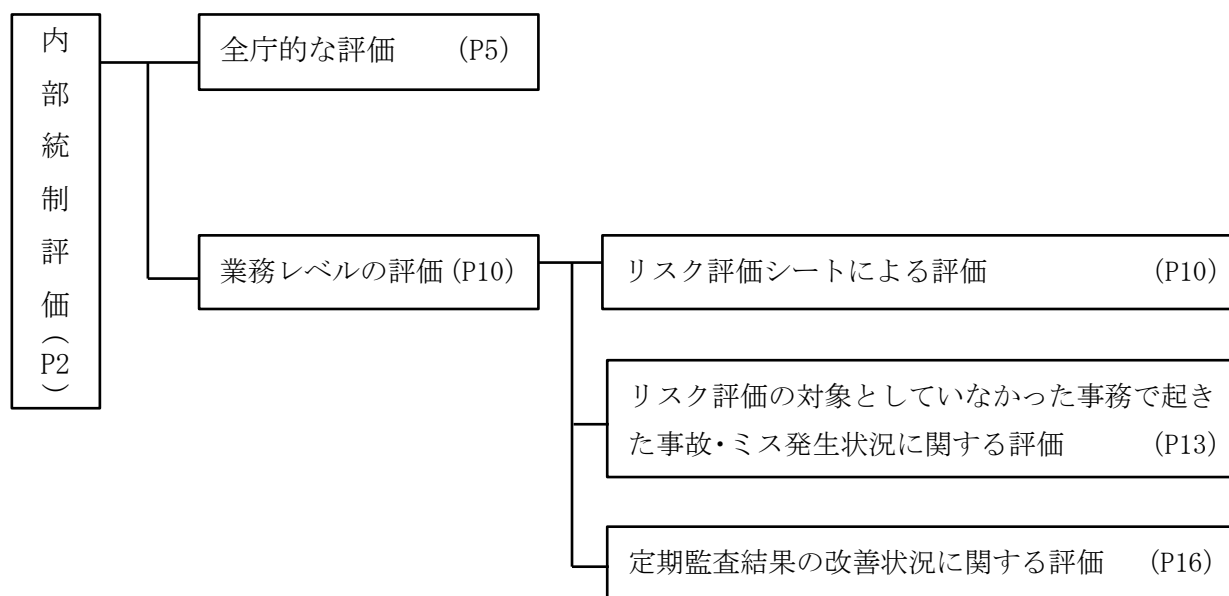 内部統制評価(P2)
全庁的な評価 (P5)
業務レベルの評価(P10)
リスク評価シートによる評価 (P10)
リスク評価の対象としていなかった事務で起き
た事故・ミス発生状況に関する評価 (P13)
定期監査結果の改善状況に関する評価 (P16)